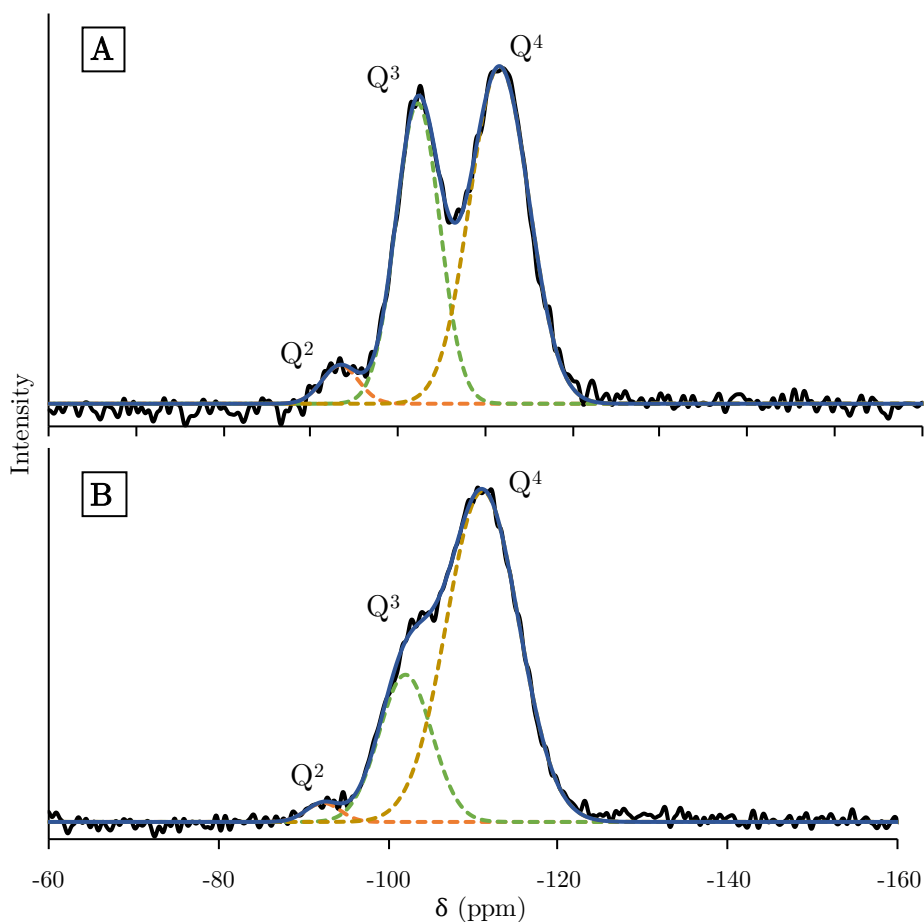 A
Q⁴
Q³
Q²
Intensity
B
Q⁴
Q³
Q²
-60
-80
-100
-120
-140
-160
δ (ppm)